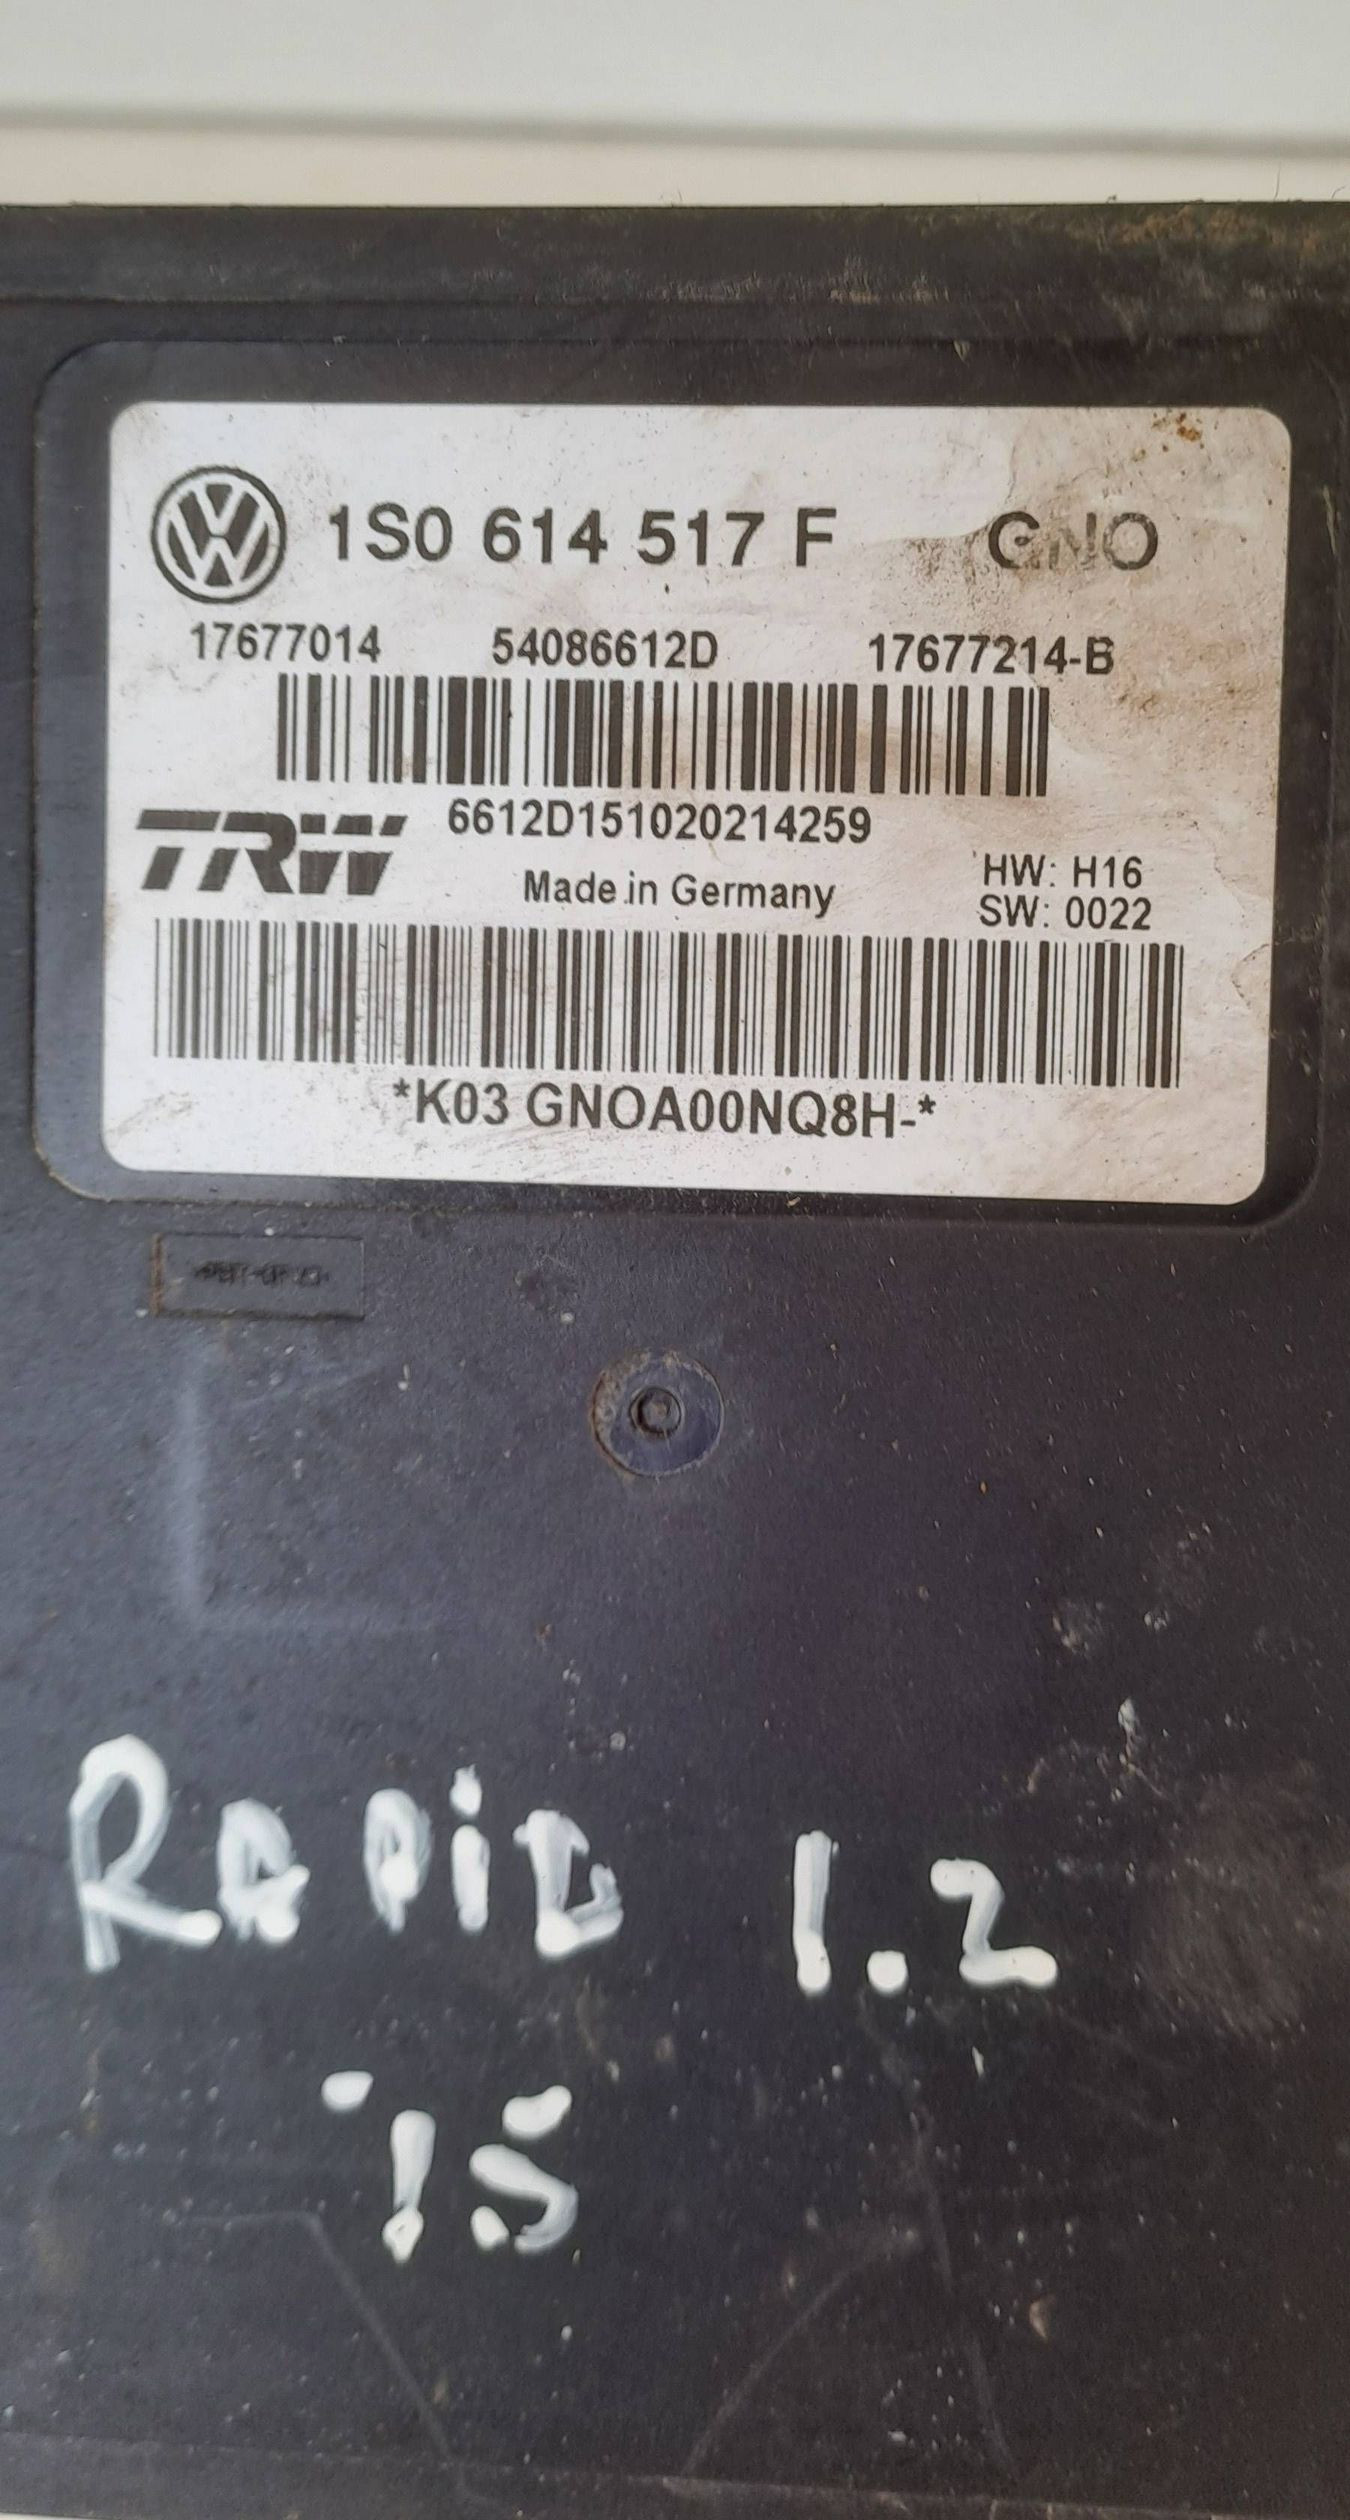 1S0 614 517 F GNO
17677014 54086612D 17677214-B
TRW 6612D151020214259
Made in Germany
HW: H16
SW: 0022
*K03 GNOA00NQ8H-*
RAPID 1.2
'15